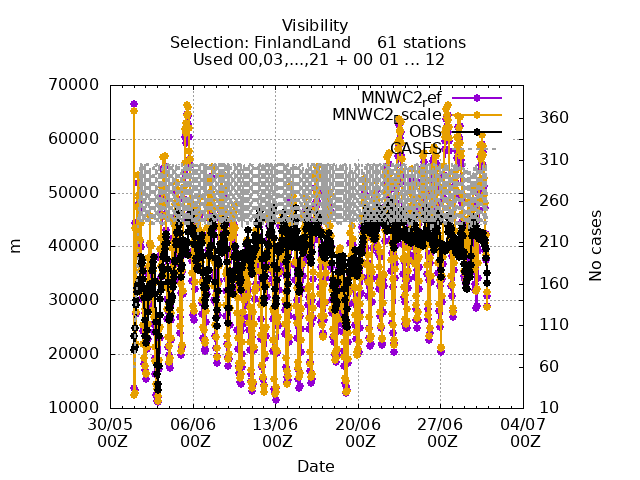 Visibility
Selection: FinlandLand 61 stations
Used 00,03,...,21 + 00 01 ... 12
70000
60000
50000
40000
30000
20000
10000
m
MNWC2_ref
MNWC2_scale
OBS
CASES
360
310
260
210
160
110
60
10
No cases
30/05 06/06 13/06 20/06 27/06 04/07
00Z 00Z 00Z 00Z 00Z 00Z
Date